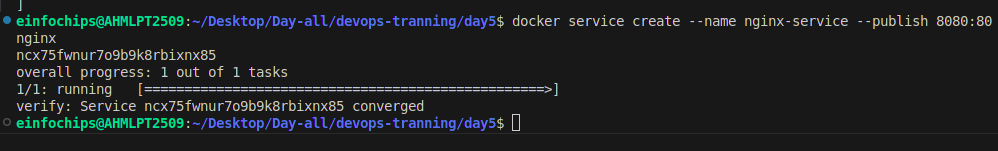 ]
einfochips@AHMLPT2509:~/Desktop/Day-all/devops-tranning/day5$ docker service create --name nginx-service --publish 8080:80
nginx
ncx75fwnur7o9b9k8rbixnx85
overall progress: 1 out of 1 tasks
1/1: running   [==================================================>]
verify: Service ncx75fwnur7o9b9k8rbixnx85 converged
einfochips@AHMLPT2509:~/Desktop/Day-all/devops-tranning/day5$